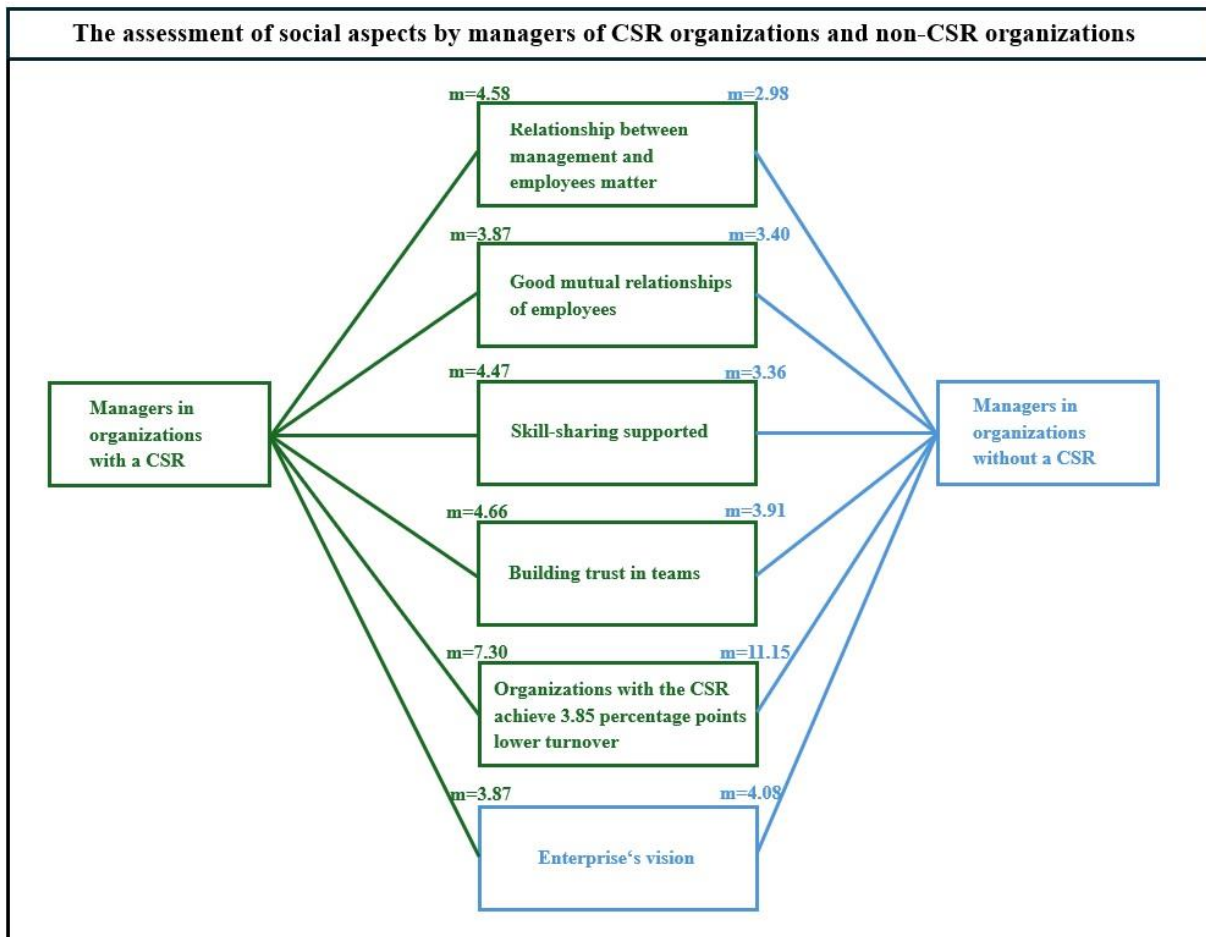 The assessment of social aspects by managers of CSR organizations and non-CSR organizations
m=4.58
m=2.98
Relationship between
management and
employees matter
m=3.87
m=3.40
Good mutual relationships
of employees
m=4.47
m=3.36
Managers in
organizations
with a CSR
Skill-sharing supported
Managers in
organizations
without a CSR
m=4.66
m=3.91
Building trust in teams
m=7.30
m=11.15
Organizations with the CSR
achieve 3.85 percentage points
lower turnover
m=3.87
m=4.08
Enterprise‘s vision